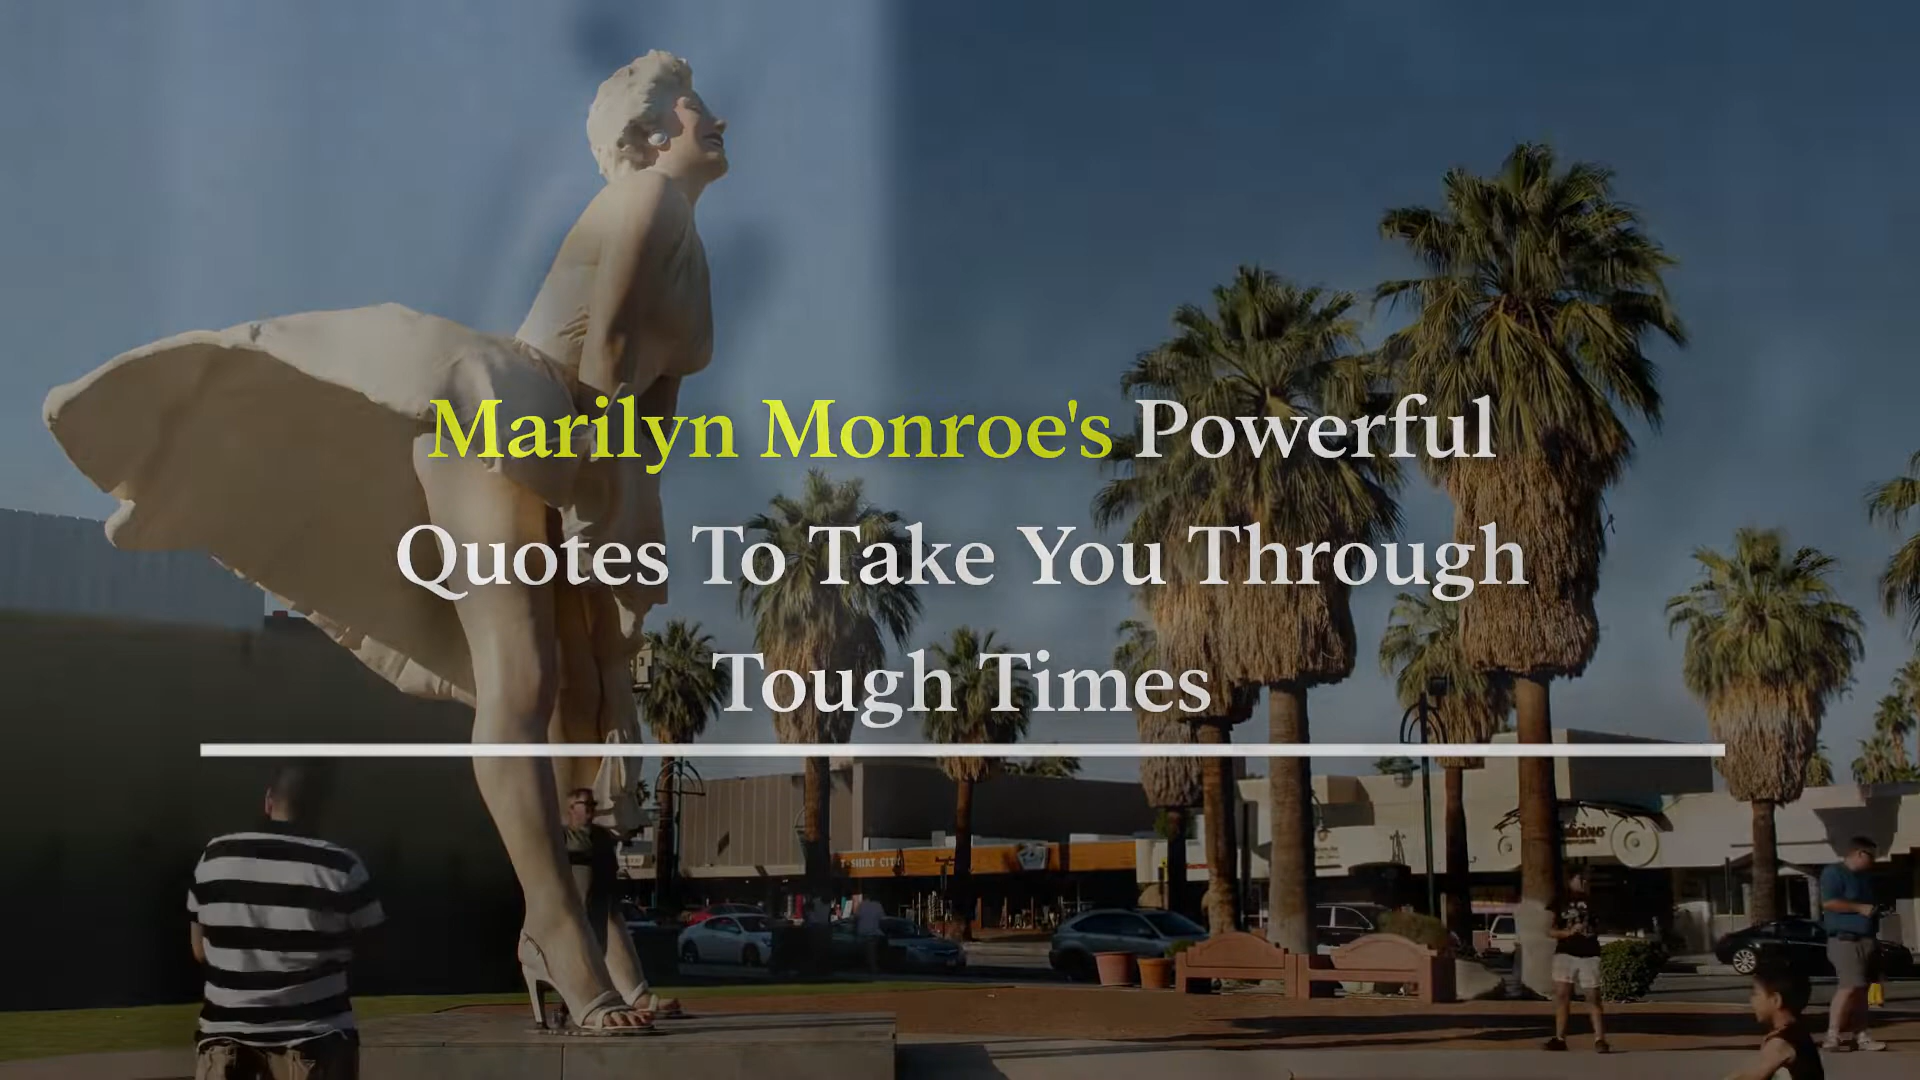 Marilyn Monroe's Powerful
Quotes To Take You Through
Tough Times
T-SHIRT CITY